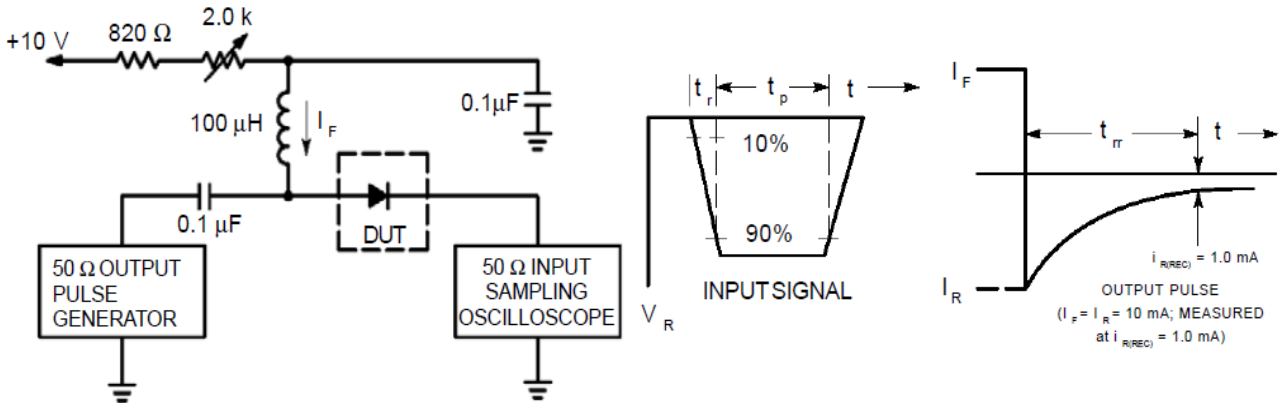 +10 V
820 Ω
2.0 k
100 μH
I F
0.1μF
0.1 μF
DUT
50 Ω OUTPUT
PULSE
GENERATOR
50 Ω INPUT
SAMPLING
OSCILLOSCOPE
t r
t p
t
10%
90%
V R
INPUT SIGNAL
I F
t rr
t
I R
i R(REC) = 1.0 mA
OUTPUT PULSE
(I F = I R = 10 mA; MEASURED
at i R(REC) = 1.0 mA)